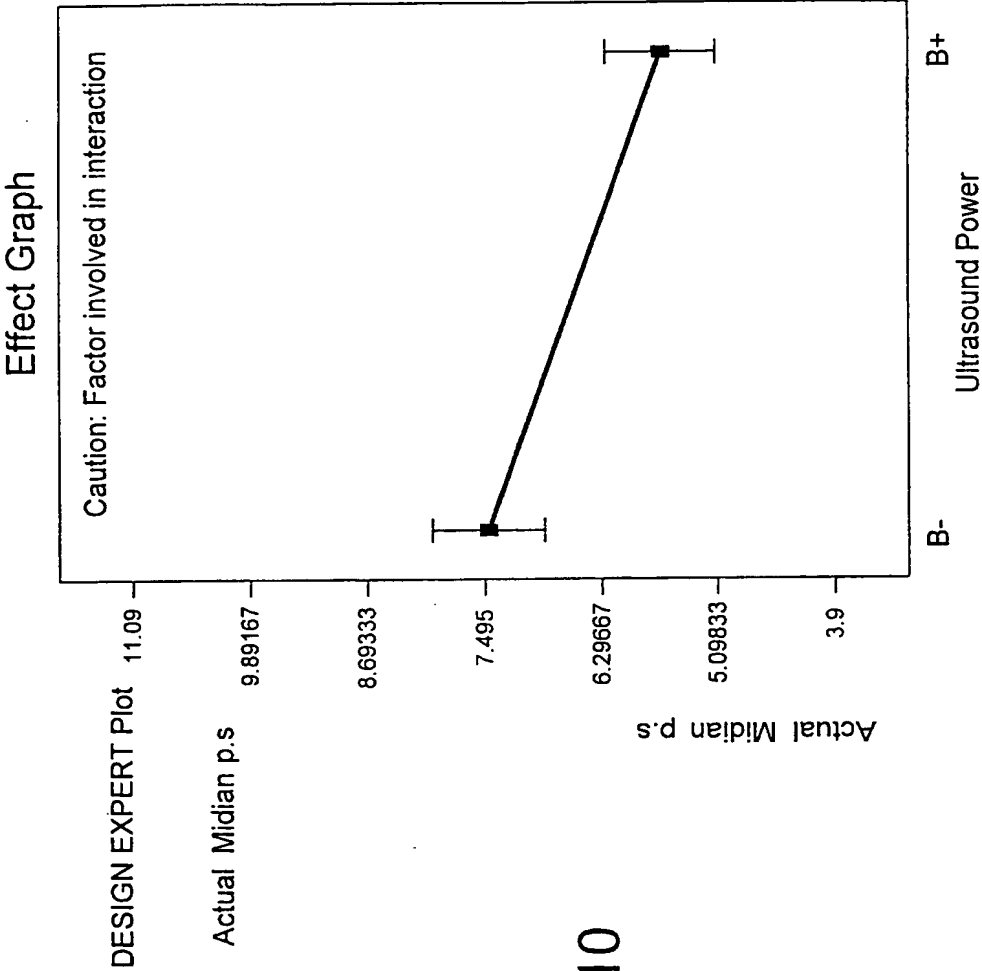 Effect Graph
DESIGN EXPERT Plot
Actual Midian p.s
Caution: Factor involved in interaction
11.09
9.89167
8.69333
7.495
6.29667
5.09833
3.9
Actual Midian p.s
B-
B+
Ultrasound Power